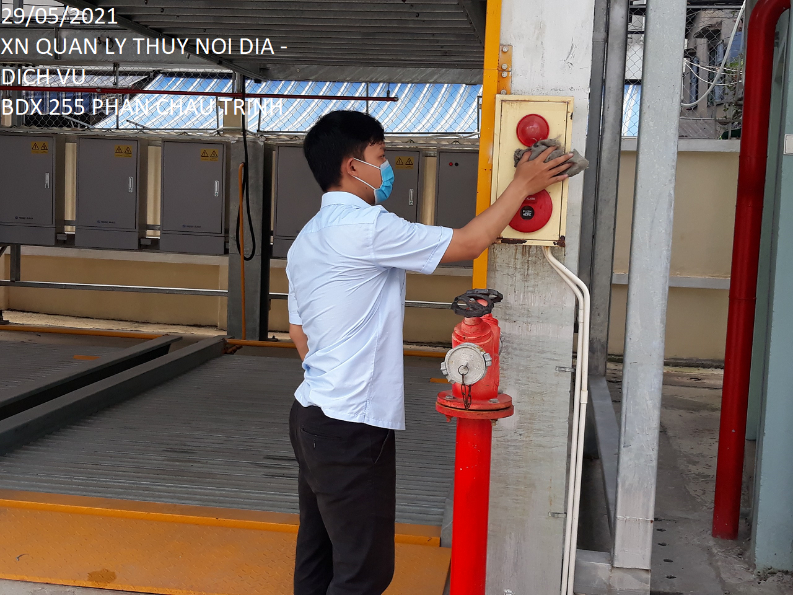 29/05/2021
XN QUAN LY THUY NOI DIA -
DICH VU
BDX 255 PHAN CHAU TRINH